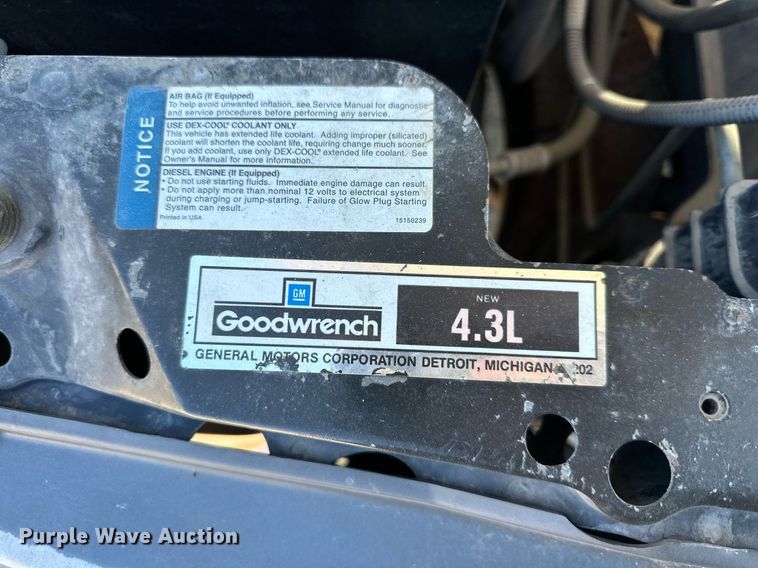 NOTICE
AIR BAG (If Equipped)
To help avoid unwanted inflation, see Service Manual for diagnostic
and service procedures before performing any service.
USE DEX-COOL® COOLANT ONLY
This vehicle has extended life coolant. Adding improper (silicated)
coolant will shorten the coolant life, requiring change much sooner.
If you add coolant, use only DEX-COOL® extended life coolant. See
Owner's Manual for more information.
DIESEL ENGINE (If Equipped)
• Do not use starting fluids. Immediate engine damage can result.
• Do not apply more than nominal 12 volts to electrical system
during charging or jump-starting. Failure of Glow Plug Starting
System can result.
Printed in USA
15150239
GM
Goodwrench
NEW
4.3L
GENERAL MOTORS CORPORATION DETROIT, MICHIGAN 202
Purple Wave Auction